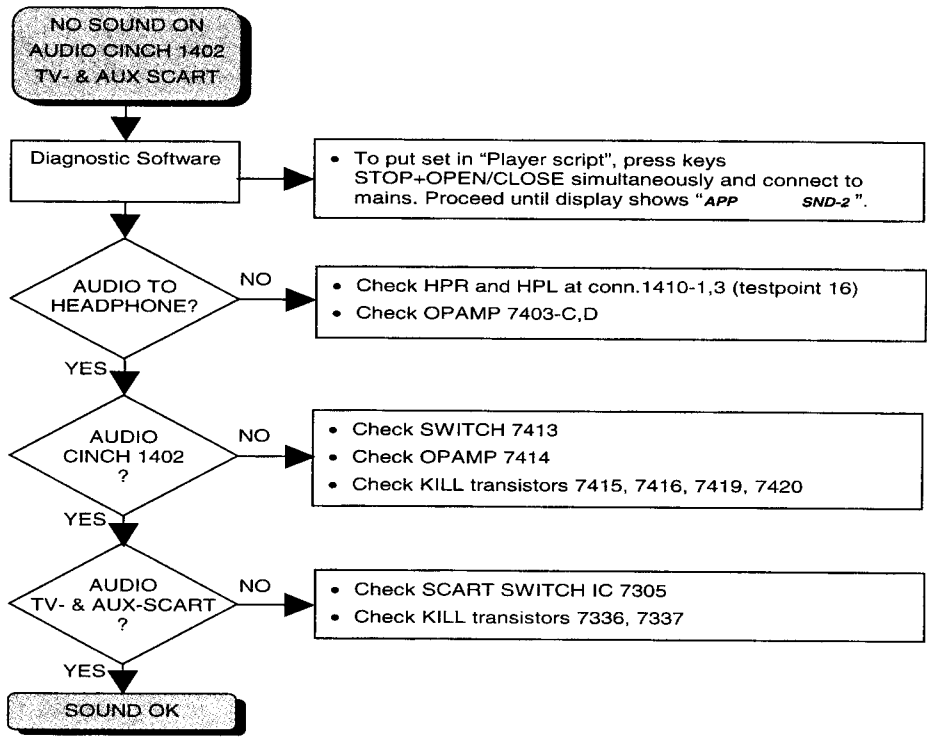 NO SOUND ON
AUDIO CINCH 1402
TV- & AUX SCART
Diagnostic Software
• To put set in “Player script”, press keys
STOP+OPEN/CLOSE simultaneously and connect to
mains. Proceed until display shows “APP SND-2”.
AUDIO TO
HEADPHONE?
NO
• Check HPR and HPL at conn.1410-1,3 (testpoint 16)
• Check OPAMP 7403-C,D
YES
AUDIO
CINCH 1402
?
NO
• Check SWITCH 7413
• Check OPAMP 7414
• Check KILL transistors 7415, 7416, 7419, 7420
YES
AUDIO
TV- & AUX-SCART
?
NO
• Check SCART SWITCH IC 7305
• Check KILL transistors 7336, 7337
YES
SOUND OK